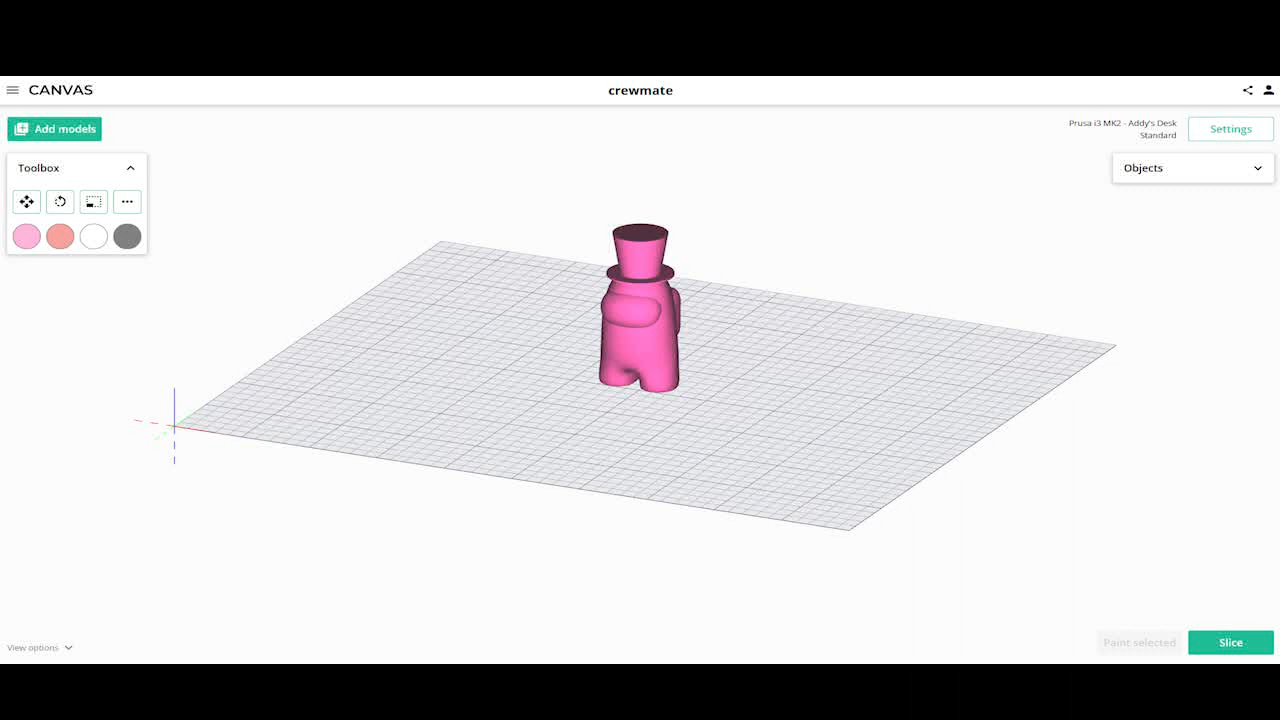 CANVAS
crewmate
Add models
Prusa i3 MK2 - Addy's Desk
Standard
Settings
Toolbox
Objects
View options
Paint selected
Slice